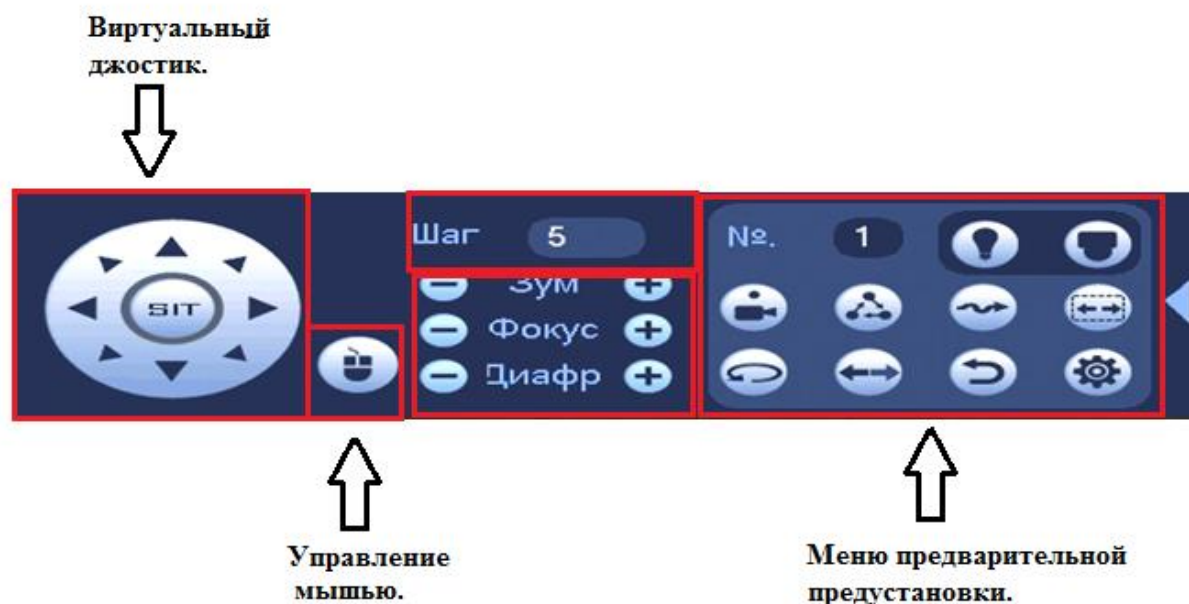 Виртуальный
джостик.
Шаг 5
Зум
Фокус
Диафр
SIT
№. 1
Управление
мышью.
Меню предварительной
предустановки.